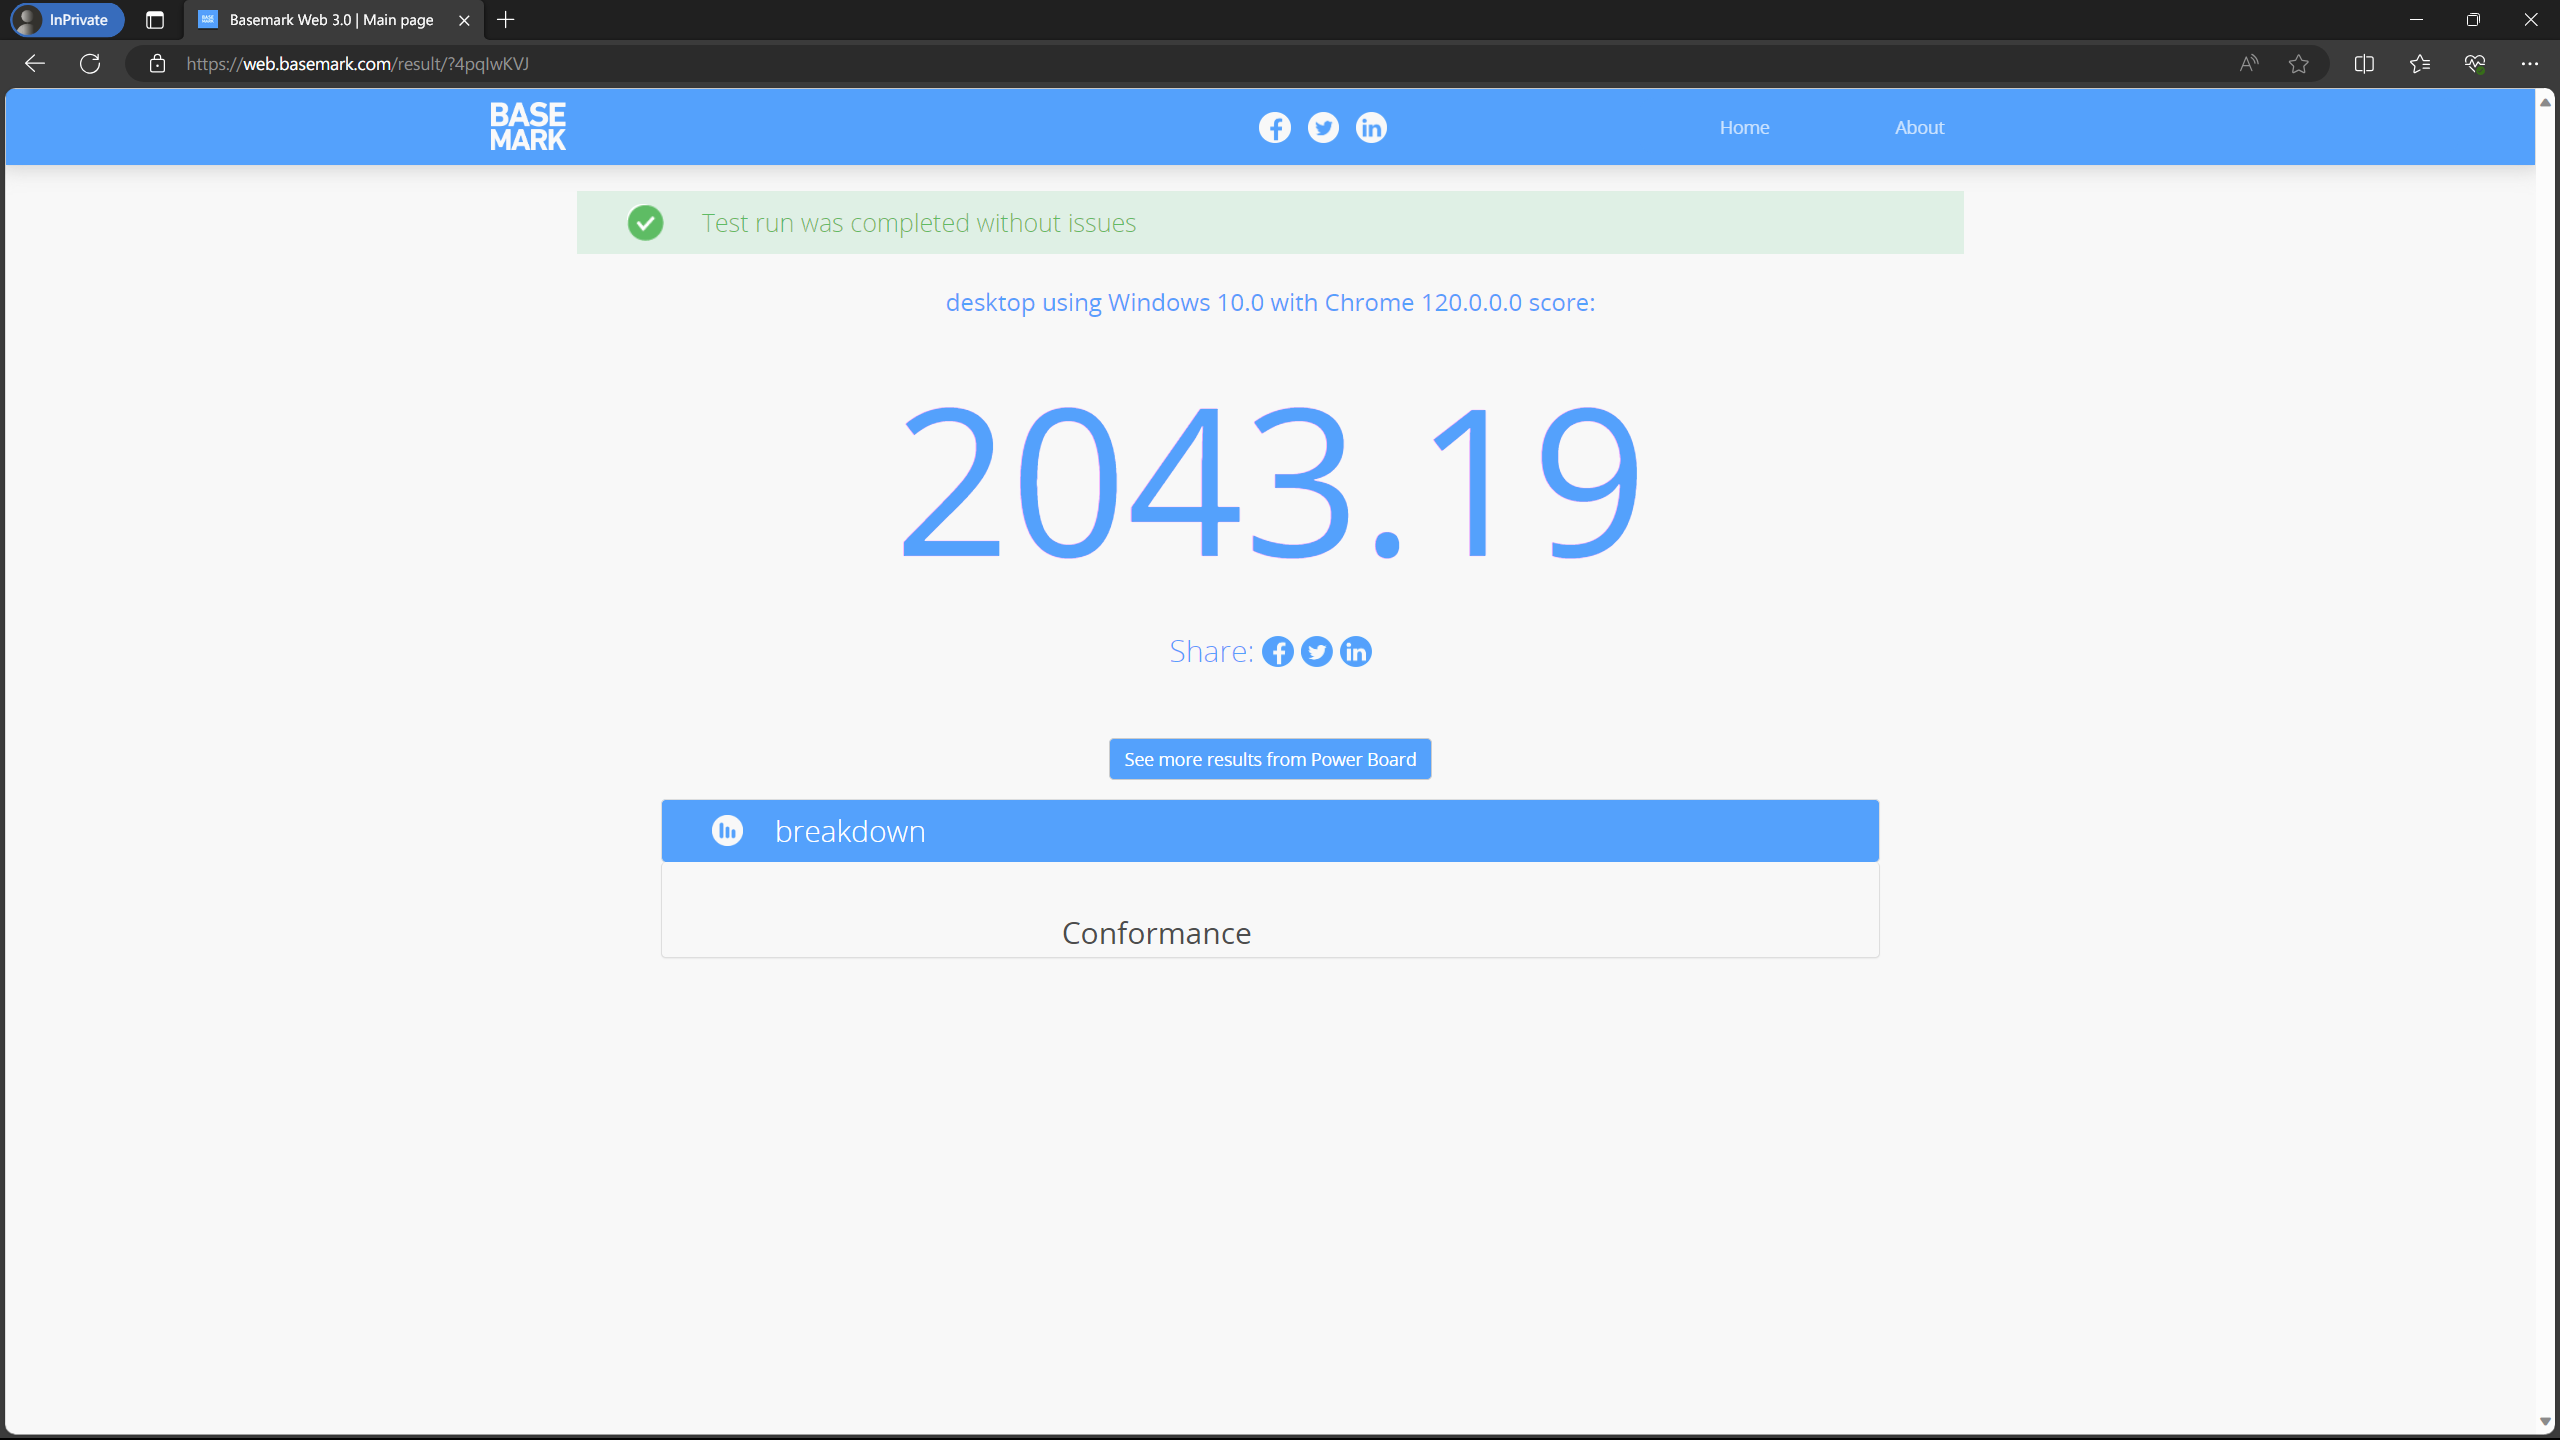 InPrivate
Basemark Web 3.0 | Main page
https://web.basemark.com/result/?4pqlwKVJ
BASE
MARK
Home
About
Test run was completed without issues
desktop using Windows 10.0 with Chrome 120.0.0.0 score:
2043.19
Share:
See more results from Power Board
breakdown
Conformance